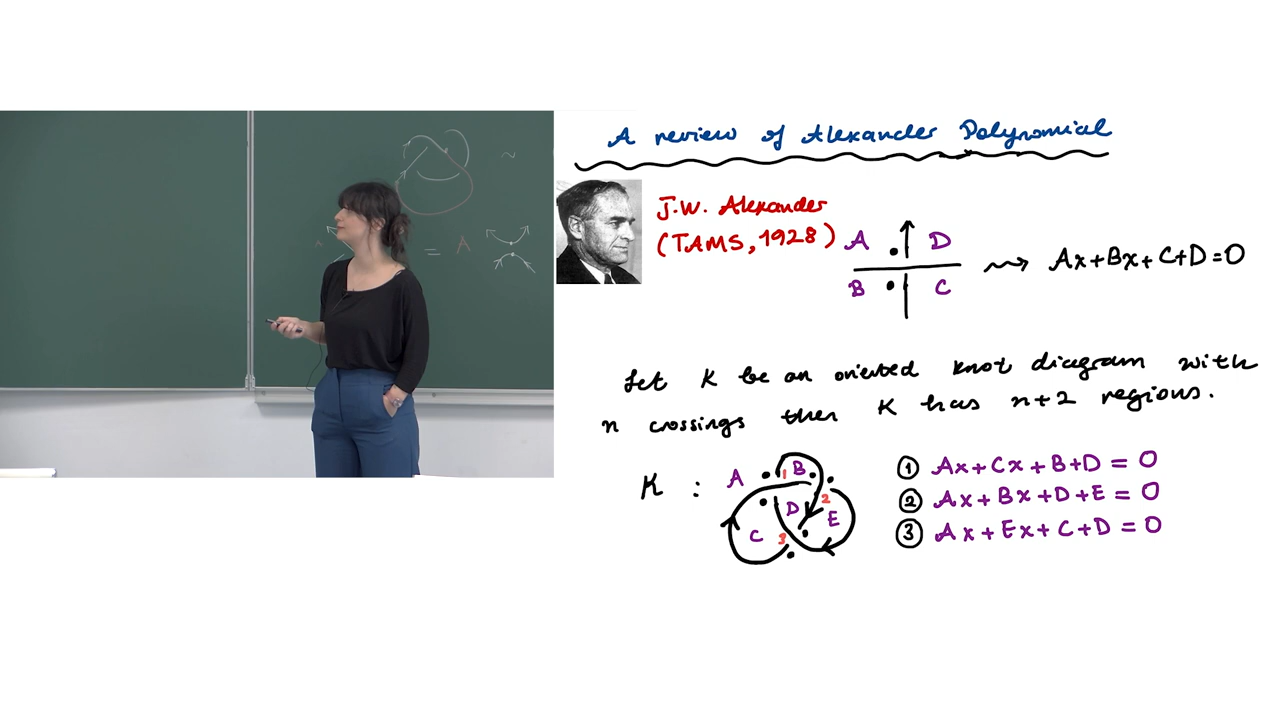 A review of Alexander Polynomial
J.W. Alexander
(TAMS, 1928)
A D
B C
Ax+Bx+C+D=0
Let K be an oriented knot diagram with
n crossings then K has n+2 regions.
K :
A 1 B
2
D
C E
3
① Ax+Cx+B+D = 0
② Ax+Bx+D+E = 0
③ Ax+Ex+C+D = 0
~
= A